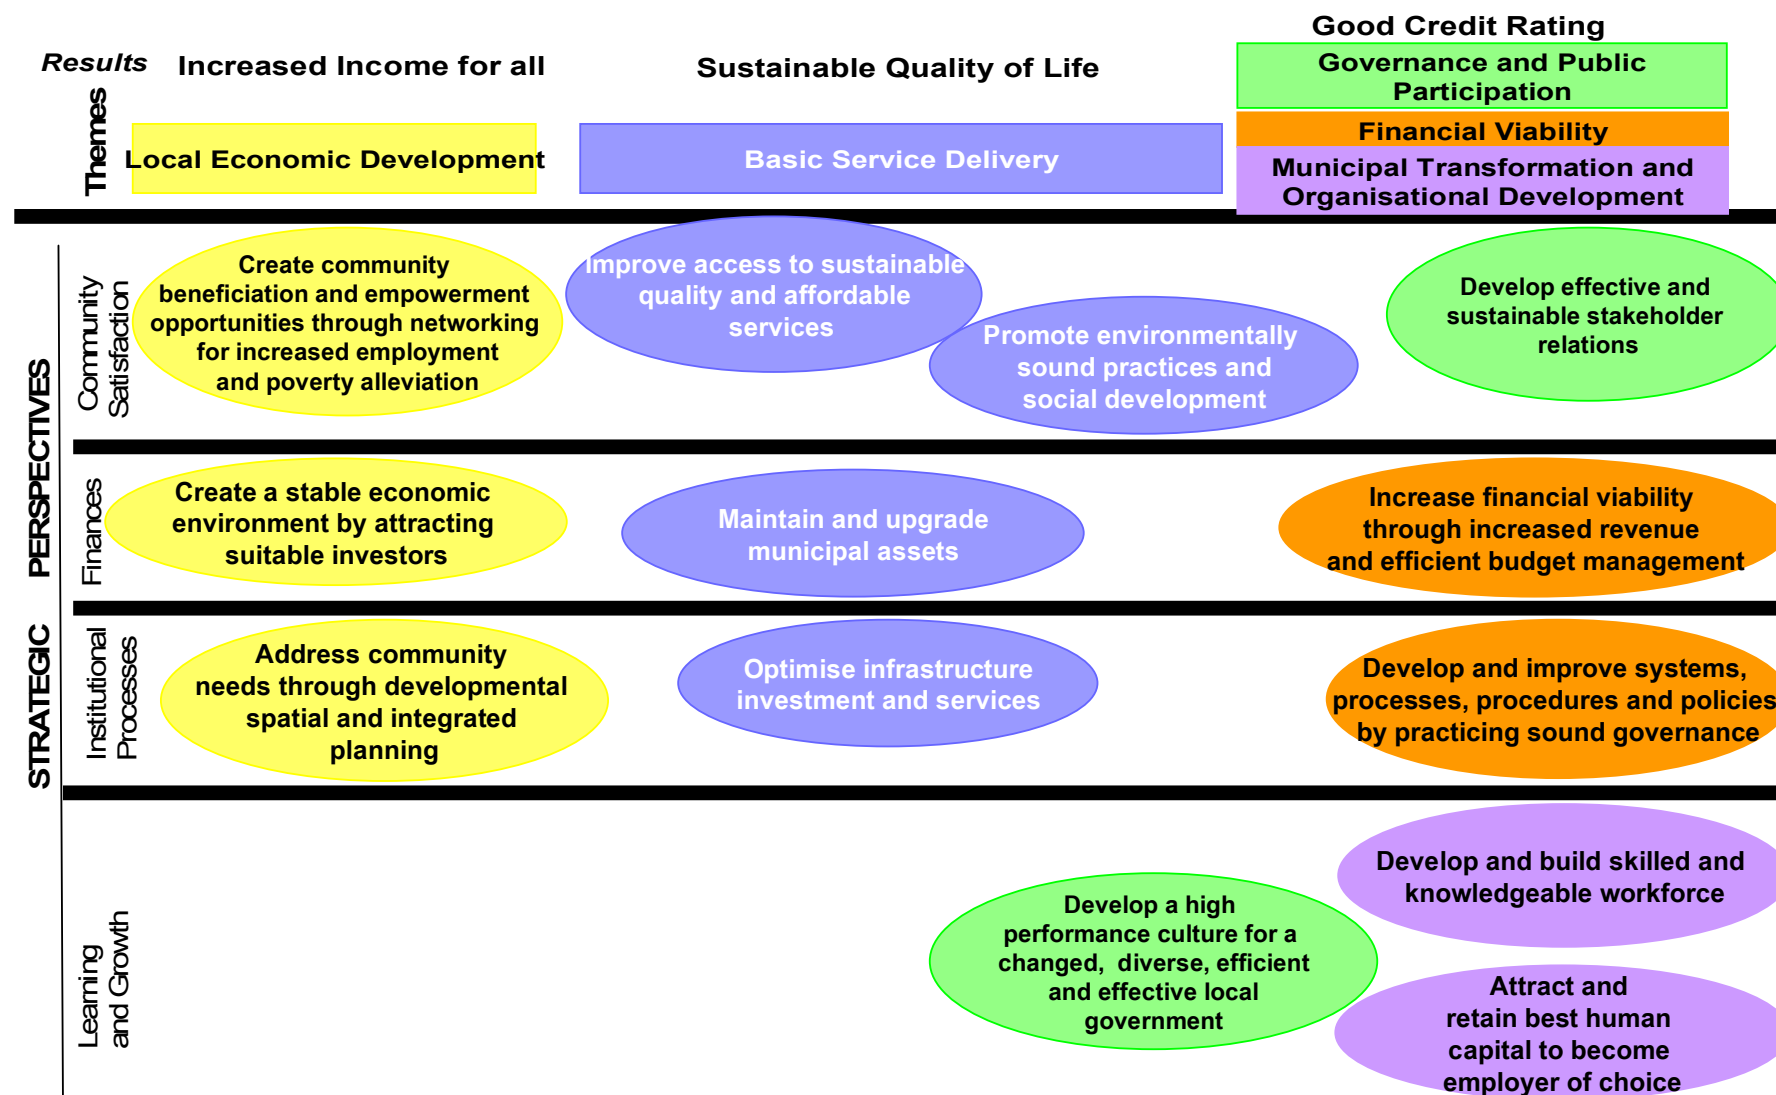 Good Credit Rating
Results
Increased Income for all
Sustainable Quality of Life
Themes
Local Economic Development
Basic Service Delivery
Governance and Public
Participation
Financial Viability
Municipal Transformation and
Organisational Development
STRATEGIC PERSPECTIVES
Community
Satisfaction
Create community
beneficiation and empowerment
opportunities through networking
for increased employment
and poverty alleviation
Improve access to sustainable
quality and affordable
services
Promote environmentally
sound practices and
social development
Develop effective and
sustainable stakeholder
relations
Finances
Create a stable economic
environment by attracting
suitable investors
Maintain and upgrade
municipal assets
Increase financial viability
through increased revenue
and efficient budget management
Institutional
Processes
Address community
needs through developmental
spatial and integrated
planning
Optimise infrastructure
investment and services
Develop and improve systems,
processes, procedures and policies
by practicing sound governance
Learning
and Growth
Develop a high
performance culture for a
changed, diverse, efficient
and effective local
government
Develop and build skilled and
knowledgeable workforce
Attract and
retain best human
capital to become
employer of choice